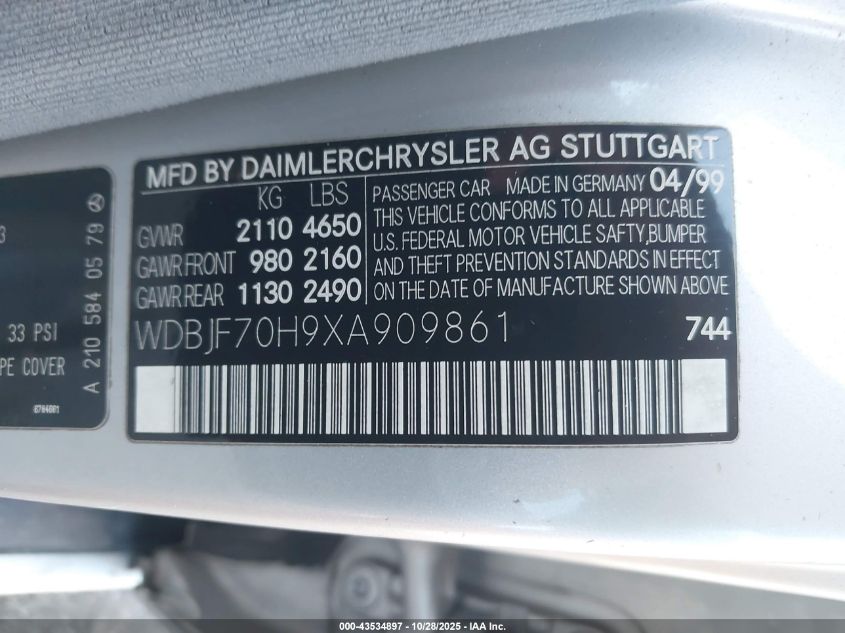 MFD BY DAIMLERCHRYSLER AG STUTTGART
KG LBS
GVWR 2110 4650
GAWR FRONT 980 2160
GAWR REAR 1130 2490
PASSENGER CAR MADE IN GERMANY 04/99
THIS VEHICLE CONFORMS TO ALL APPLICABLE
U.S. FEDERAL MOTOR VEHICLE SAFTY,BUMPER
AND THEFT PREVENTION STANDARDS IN EFFECT
ON THE DATE OF MANUFACTURE SHOWN ABOVE
WDBJF70H9XA909861 744
3
33 PSI
PE COVER
A 210 584 05 79
000-43534897 - 10/28/2025 - IAA Inc.